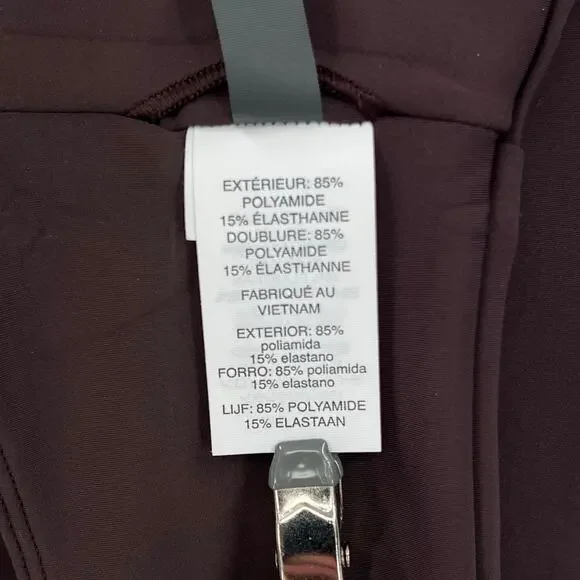 EXTÉRIEUR: 85%
POLYAMIDE
15% ÉLASTHANNE
DOUBLURE: 85%
POLYAMIDE
15% ÉLASTHANNE
FABRIQUÉ AU
VIETNAM
EXTERIOR: 85%
poliamida
15% elastano
FORRO: 85% poliamida
15% elastano
LIJF: 85% POLYAMIDE
15% ELASTAAN